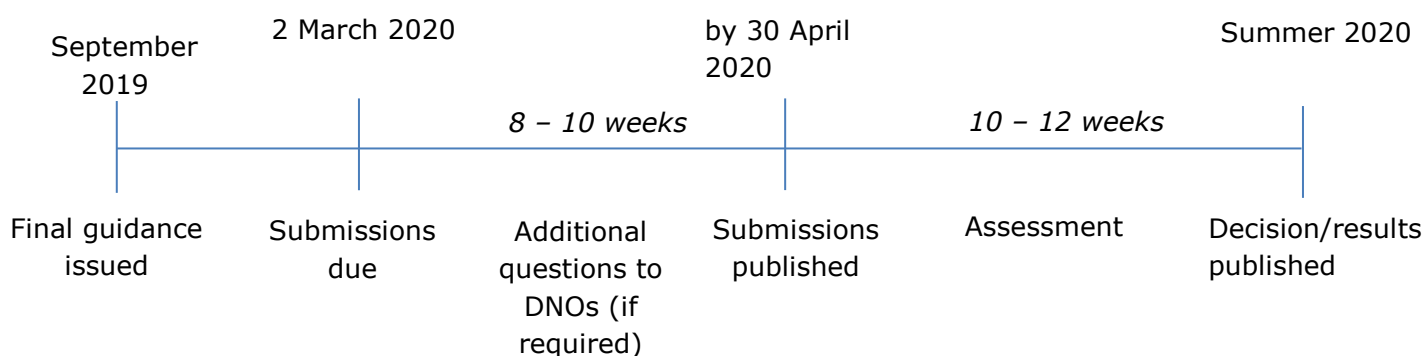 September
2019
2 March 2020
by 30 April
2020
Summer 2020
8 – 10 weeks
10 – 12 weeks
Final guidance
issued
Submissions
due
Additional
questions to
DNOs (if
required)
Submissions
published
Assessment
Decision/results
published